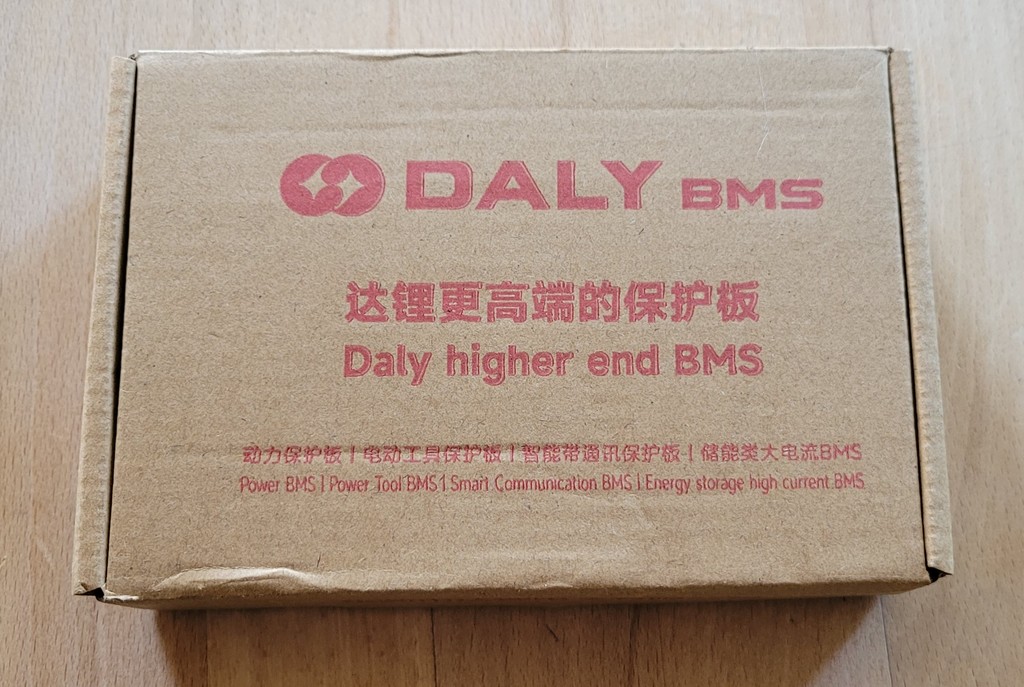 DALY BMS
达锂更高端的保护板
Daly higher end BMS
动力保护板 | 电动工具保护板 | 智能带通讯保护板 | 储能类大电流BMS
Power BMS | Power Tool BMS | Smart Communication BMS | Energy storage high current BMS